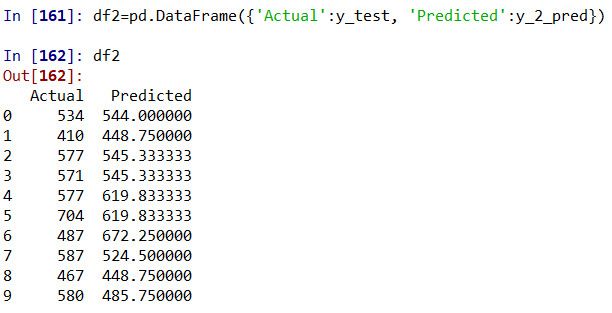 In [161]: df2=pd.DataFrame({'Actual':y_test, 'Predicted':y_2_pred})
In [162]: df2
Out[162]:
Actual Predicted
0 534 544.000000
1 410 448.750000
2 577 545.333333
3 571 545.333333
4 577 619.833333
5 704 619.833333
6 487 672.250000
7 587 524.500000
8 467 448.750000
9 580 485.750000